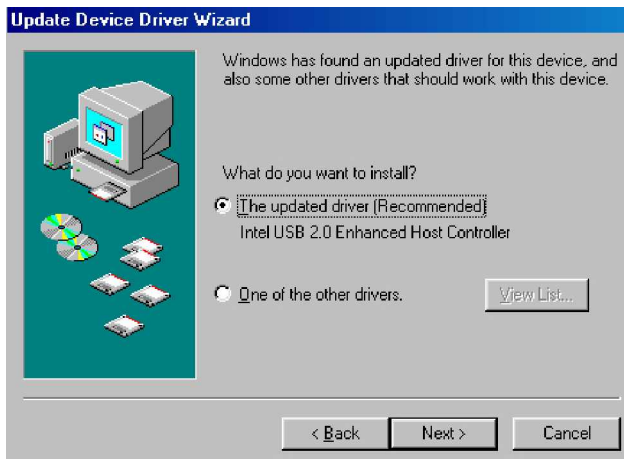 Update Device Driver Wizard
Windows has found an updated driver for this device, and
also some other drivers that should work with this device.
What do you want to install?
The updated driver (Recommended)
Intel USB 2.0 Enhanced Host Controller
One of the other drivers.
View List...
< Back
Next >
Cancel